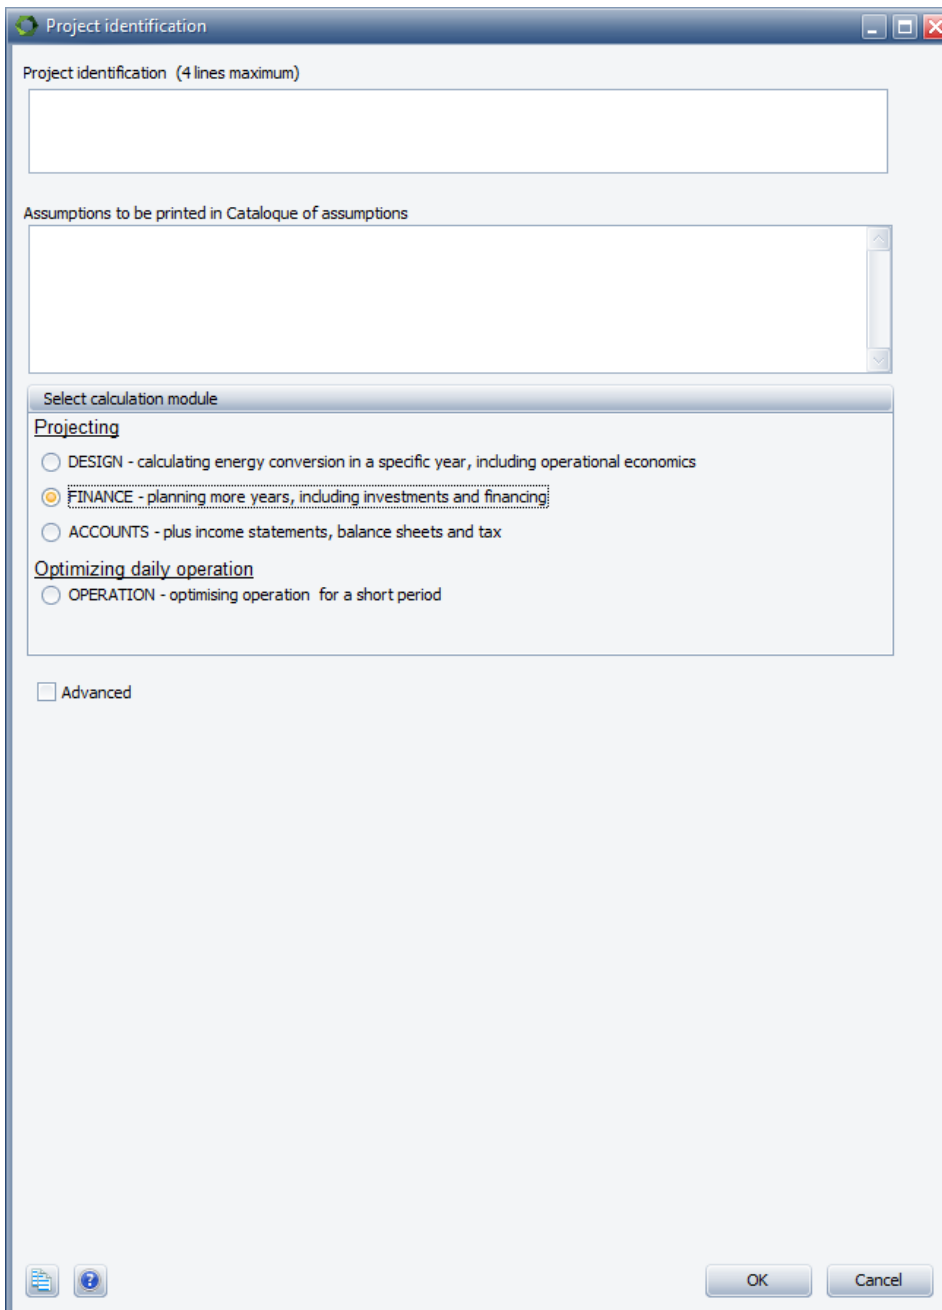 Project identification
Project identification (4 lines maximum)
Assumptions to be printed in Cataloque of assumptions
Select calculation module
Projecting
DESIGN - calculating energy conversion in a specific year, including operational economics
FINANCE - planning more years, including investments and financing
ACCOUNTS - plus income statements, balance sheets and tax
Optimizing daily operation
OPERATION - optimising operation for a short period
Advanced
OK Cancel